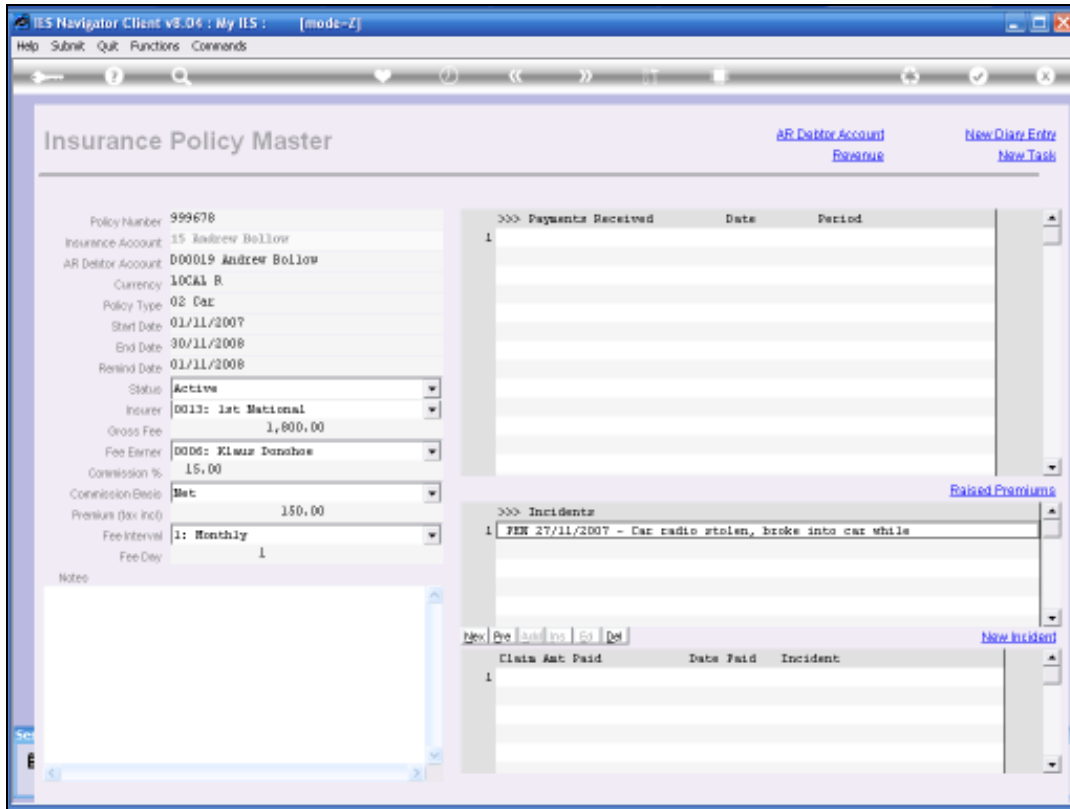 IES Navigator Client v8.04 : My IES : [mode-Z]
Help Submit Quit Functions Commands
Insurance Policy Master
AR Debtor Account
New Diary Entry
Revenue
New Task
Policy Number 999678
Insurance Account 15 Andrew Bollow
AR Debtor Account D00019 Andrew Bollow
Currency LOCAL R
Policy Type 02 Car
Start Date 01/11/2007
End Date 30/11/2008
Remind Date 01/11/2008
Status Active
Insurer 0013: 1st National
Gross Fee 1,800.00
Fee Earner 0006: Klaus Donohoe
Commission % 15.00
Commission Basis Net
Premium (tax incl) 150.00
Fee Interval 1: Monthly
Fee Day 1
Notes
>>> Payments Received Date Period
1
Raised Premiums
>>> Incidents
1 PEN 27/11/2007 - Car radio stolen, broke into car while
Nex Pre Add Ins Ed Del
New Incident
Claim Amt Paid Date Paid Incident
1